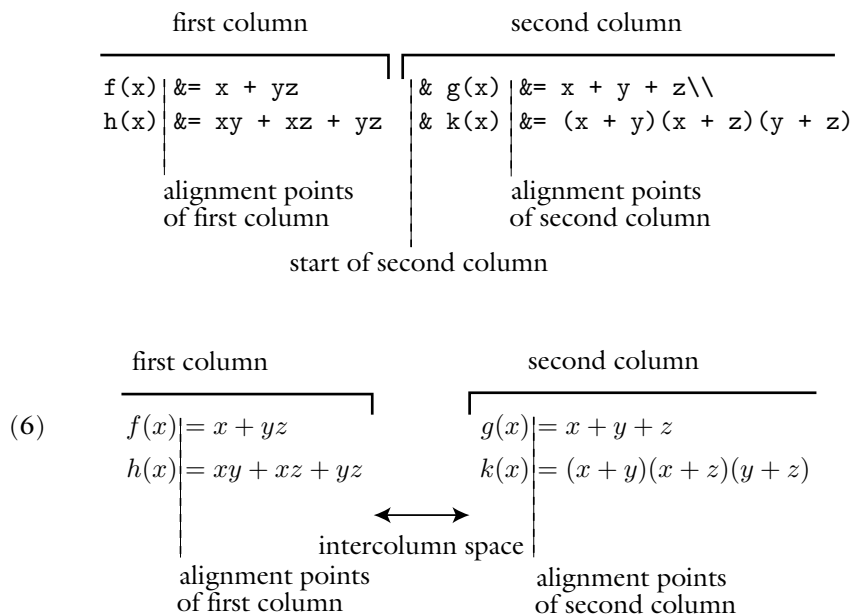 first column second column
f(x) &= x + yz & g(x) &= x + y + z\\
h(x) &= xy + xz + yz & k(x) &= (x + y)(x + z)(y + z)
alignment points alignment points
of first column of second column
start of second column
first column second column
(6) f(x) = x + yz g(x) = x + y + z
h(x) = xy + xz + yz k(x) = (x + y)(x + z)(y + z)
intercolumn space
alignment points alignment points
of first column of second column